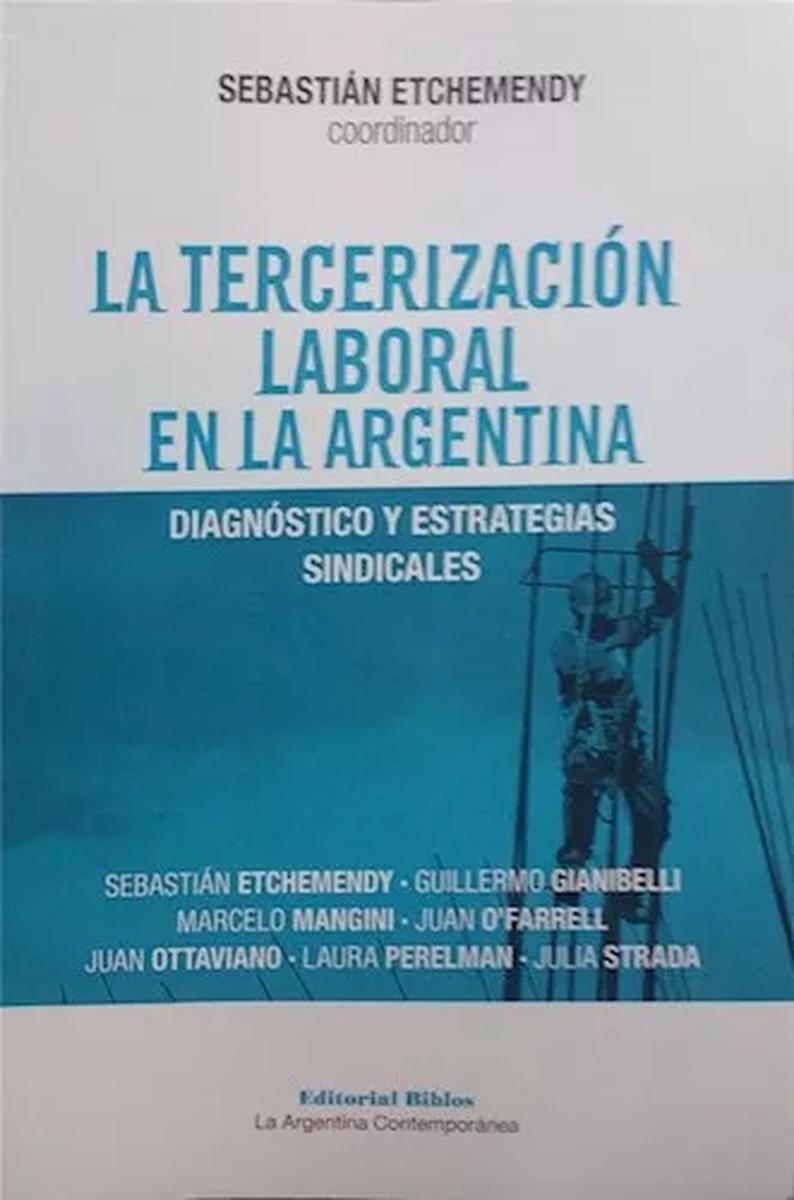 SEBASTIÁN ETCHEMENDY
coordinador
LA TERCERIZACIÓN
LABORAL
EN LA ARGENTINA
DIAGNÓSTICO Y ESTRATEGIAS
SINDICALES
SEBASTIÁN ETCHEMENDY · GUILLERMO GIANIBELLI
MARCELO MANGINI · JUAN O'FARRELL
JUAN OTTAVIANO · LAURA PERELMAN · JULIA STRADA
Editorial Biblos
La Argentina Contemporánea